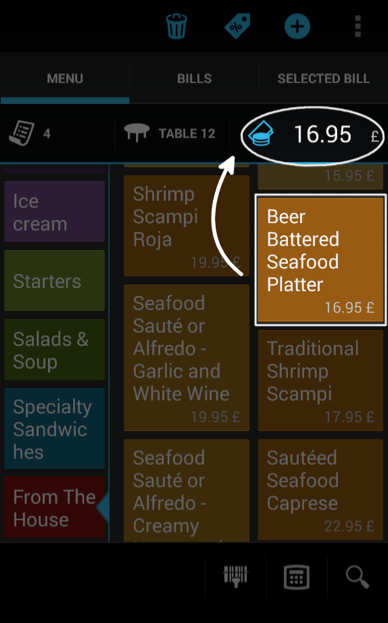 MENU
BILLS
SELECTED BILL
4
TABLE 12
16.95 £
Ice
cream
Starters
Salads &
Soup
Specialty
Sandwic
hes
From The
House
Shrimp
Scampi
Roja
19.95 £
Seafood
Sauté or
Alfredo -
Garlic and
White Wine
19.95 £
Seafood
Sauté or
Alfredo -
Creamy
15.95 £
Beer
Battered
Seafood
Platter
16.95 £
Traditional
Shrimp
Scampi
17.95 £
Sautéed
Seafood
Caprese
22.95 £